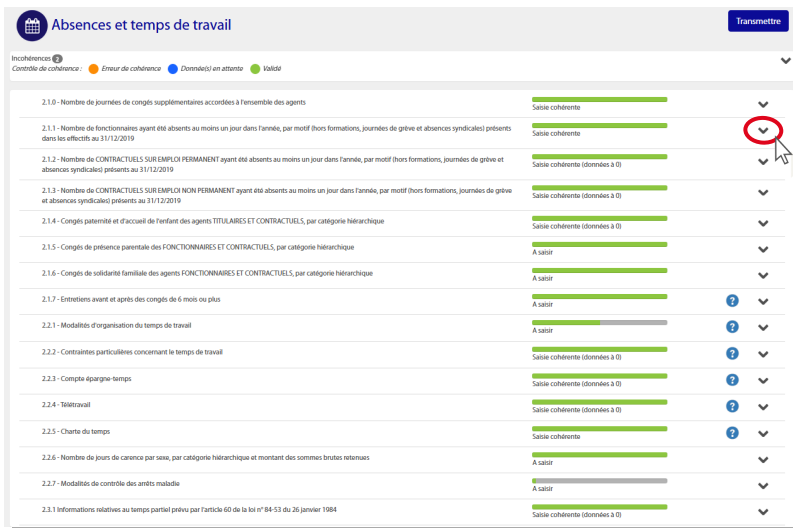 Absences et temps de travail
Transmettre
Incohérences 2
Contrôle de cohérence : Erreur de cohérence Donnée(s) en attente Validé
2.1.0 - Nombre de journées de congés supplémentaires accordées à l'ensemble des agents
Saisie cohérente
2.1.1 - Nombre de fonctionnaires ayant été absents au moins un jour dans l'année, par motif (hors formations, journées de grève et absences syndicales) présents
dans les effectifs au 31/12/2019
Saisie cohérente
2.1.2 - Nombre de CONTRACTUELS SUR EMPLOI PERMANENT ayant été absents au moins un jour dans l'année, par motif (hors formations, journées de grève et
absences syndicales) présents au 31/12/2019
Saisie cohérente (données à 0)
2.1.3 - Nombre de CONTRACTUELS SUR EMPLOI NON PERMANENT ayant été absents au moins un jour dans l'année, par motif (hors formations, journées de grève
et absences syndicales) présents au 31/12/2019
Saisie cohérente (données à 0)
2.1.4 - Congés paternité et d'accueil de l'enfant des agents TITULAIRES ET CONTRACTUELS, par catégorie hiérarchique
Saisie cohérente (données à 0)
2.1.5 - Congés de présence parentale des FONCTIONNAIRES ET CONTRACTUELS, par catégorie hiérarchique
A saisir
2.1.6 - Congés de solidarité familiale des agents FONCTIONNAIRES ET CONTRACTUELS, par catégorie hiérarchique
A saisir
2.1.7 - Entretiens avant et après des congés de 6 mois ou plus
A saisir
?
2.2.1 - Modalités d'organisation du temps de travail
A saisir
?
2.2.2 - Contraintes particulières concernant le temps de travail
Saisie cohérente (données à 0)
?
2.2.3 - Compte épargne-temps
Saisie cohérente (données à 0)
?
2.2.4 - Télétravail
Saisie cohérente (données à 0)
?
2.2.5 - Charte du temps
Saisie cohérente
?
2.2.6 - Nombre de jours de carence par sexe, par catégorie hiérarchique et montant des sommes brutes retenues
A saisir
2.2.7 - Modalités de contrôle des arrêts maladie
A saisir
2.3.1 Informations relatives au temps partiel prévu par l'article 60 de la loi n° 84-53 du 26 janvier 1984
Saisie cohérente (données à 0)